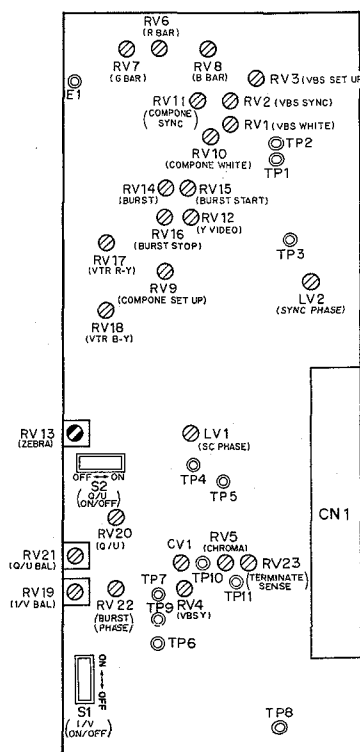 RV6
(R BAR)
RV7
(G BAR)
RV8
(B BAR)
RV3 (VBS SET UP)
E1
RV11
(COMPONE SYNC)
RV2 (VBS SYNC)
RV1 (VBS WHITE)
RV10
(COMPONE WHITE)
TP2
TP1
RV14
(BURST)
RV15
(BURST START)
RV16
(BURST STOP)
RV12
(Y VIDEO)
RV17
(VTR R-Y)
TP3
RV9
(COMPONE SET UP)
LV2
(SYNC PHASE)
RV18
(VTR B-Y)
RV13
(ZEBRA)
LV1
(SC PHASE)
OFF ↔ ON
S2
(Q/U ON/OFF)
TP4
TP5
CN1
RV20
(Q/U)
RV21
(Q/U BAL)
CV1
RV5
(CHROMA)
TP10
RV23
(TERMINATE SENSE)
TP11
RV19
(I/V BAL)
RV22
(BURST PHASE)
TP7
TP9
RV4
(VBSY)
TP6
ON ↔ OFF
S1
(I/V ON/OFF)
TP8